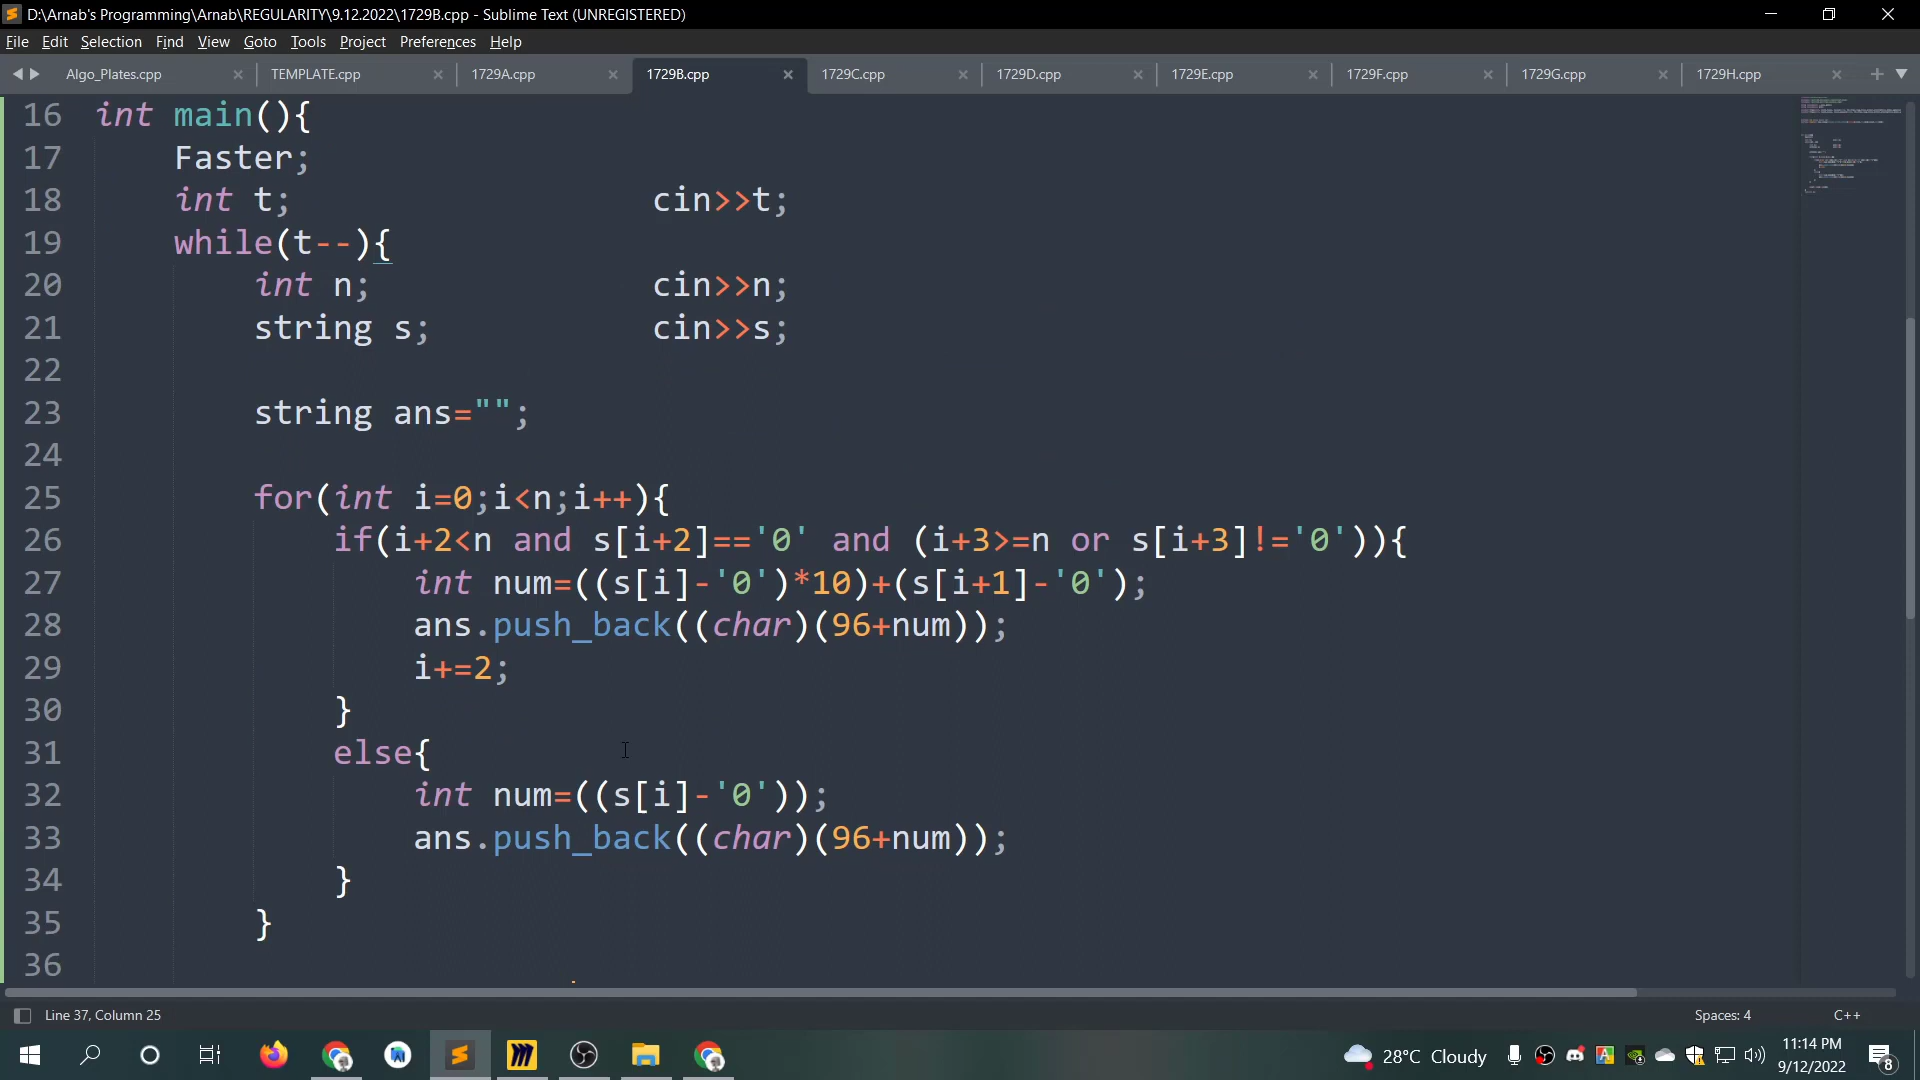 D:\Arnab's Programming\Arnab\REGULARITY\9.12.2022\1729B.cpp - Sublime Text (UNREGISTERED)
File Edit Selection Find View Goto Tools Project Preferences Help
Algo_Plates.cpp TEMPLATE.cpp 1729A.cpp 1729B.cpp 1729C.cpp 1729D.cpp 1729E.cpp 1729F.cpp 1729G.cpp 1729H.cpp
16 int main(){
17 Faster;
18 int t; cin>>t;
19 while(t--){
20 int n; cin>>n;
21 string s; cin>>s;
22
23 string ans="";
24
25 for(int i=0;i<n;i++){
26 if(i+2<n and s[i+2]=='0' and (i+3>=n or s[i+3]!='0')){
27 int num=((s[i]-'0')*10)+(s[i+1]-'0');
28 ans.push_back((char)(96+num));
29 i+=2;
30 }
31 else{
32 int num=((s[i]-'0'));
33 ans.push_back((char)(96+num));
34 }
35 }
36
Line 37, Column 25 Spaces: 4 C++
28°C Cloudy 11:14 PM
9/12/2022 8